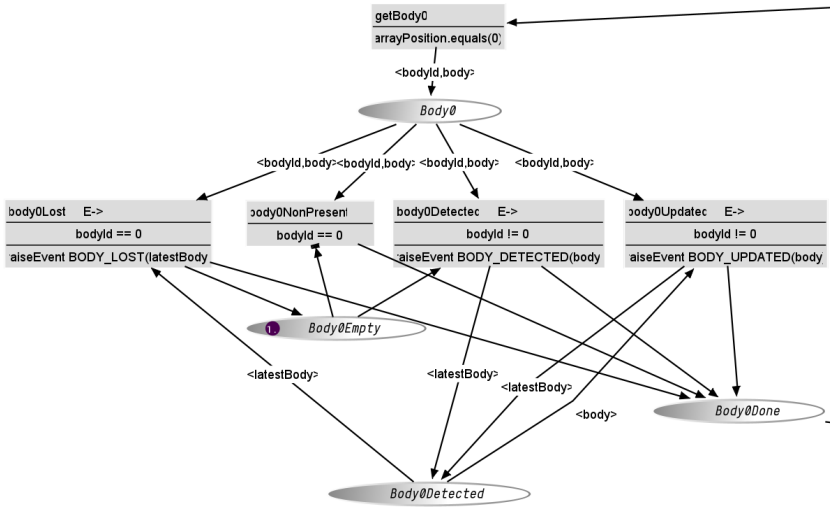 getBody0
arrayPosition.equals(0)
<bodyId,body>
Body0
<bodyId,body> <bodyId,body> <bodyId,body> <bodyId,body>
body0Lost E-> body0NonPresent body0Detected E-> body0Updated E->
bodyId == 0 bodyId == 0 bodyId != 0 bodyId != 0
raiseEvent BODY_LOST(latestBody raiseEvent BODY_DETECTED(body raiseEvent BODY_UPDATED(body
1. Body0Empty
<latestBody> <latestBody> <latestBody>
<body> Body0Done
Body0Detected